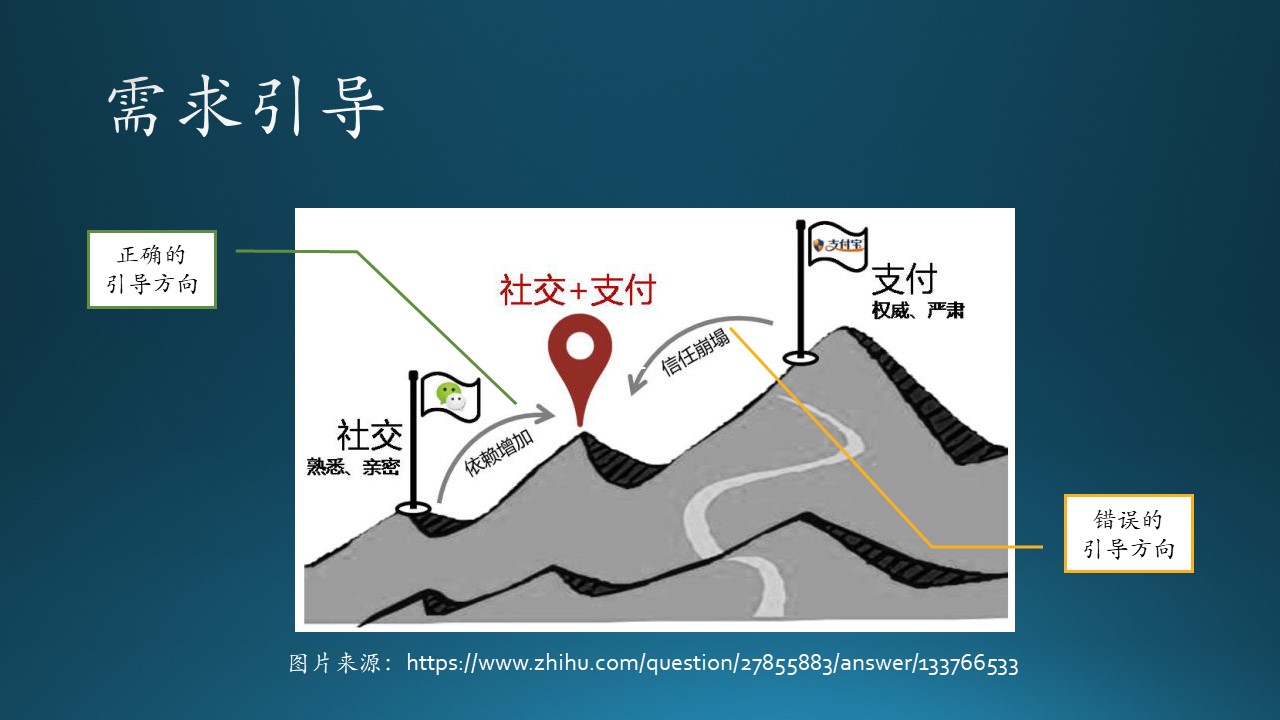 需求引导
正确的
引导方向
支付宝
社交+支付
支付
权威、严肃
信任崩塌
社交
熟悉、亲密
依赖增加
错误的
引导方向
图片来源：https://www.zhihu.com/question/27855883/answer/133766533